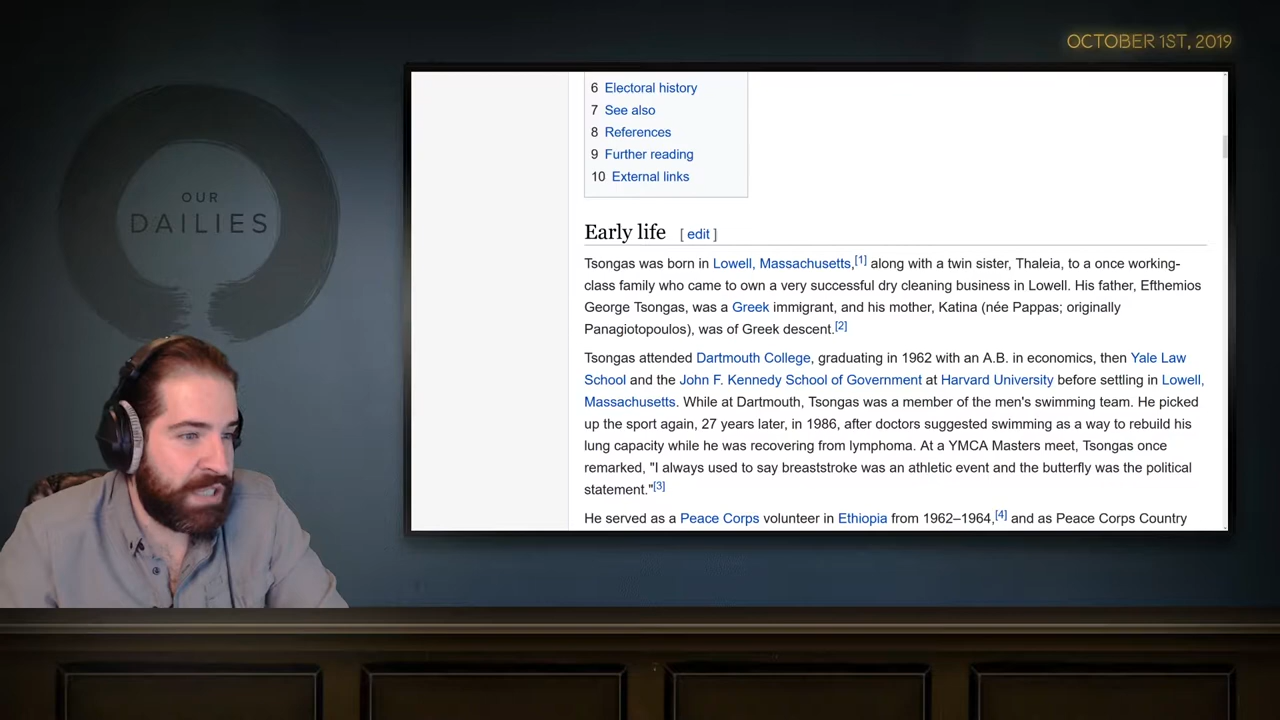 OCTOBER 1ST, 2019
OUR
DAILIES
6 Electoral history
7 See also
8 References
9 Further reading
10 External links
Early life [ edit ]
Tsongas was born in Lowell, Massachusetts,[1] along with a twin sister, Thaleia, to a once working-
class family who came to own a very successful dry cleaning business in Lowell. His father, Efthemios
George Tsongas, was a Greek immigrant, and his mother, Katina (née Pappas; originally
Panagiotopoulos), was of Greek descent.[2]
Tsongas attended Dartmouth College, graduating in 1962 with an A.B. in economics, then Yale Law
School and the John F. Kennedy School of Government at Harvard University before settling in Lowell,
Massachusetts. While at Dartmouth, Tsongas was a member of the men's swimming team. He picked
up the sport again, 27 years later, in 1986, after doctors suggested swimming as a way to rebuild his
lung capacity while he was recovering from lymphoma. At a YMCA Masters meet, Tsongas once
remarked, "I always used to say breaststroke was an athletic event and the butterfly was the political
statement."[3]
He served as a Peace Corps volunteer in Ethiopia from 1962–1964,[4] and as Peace Corps Country